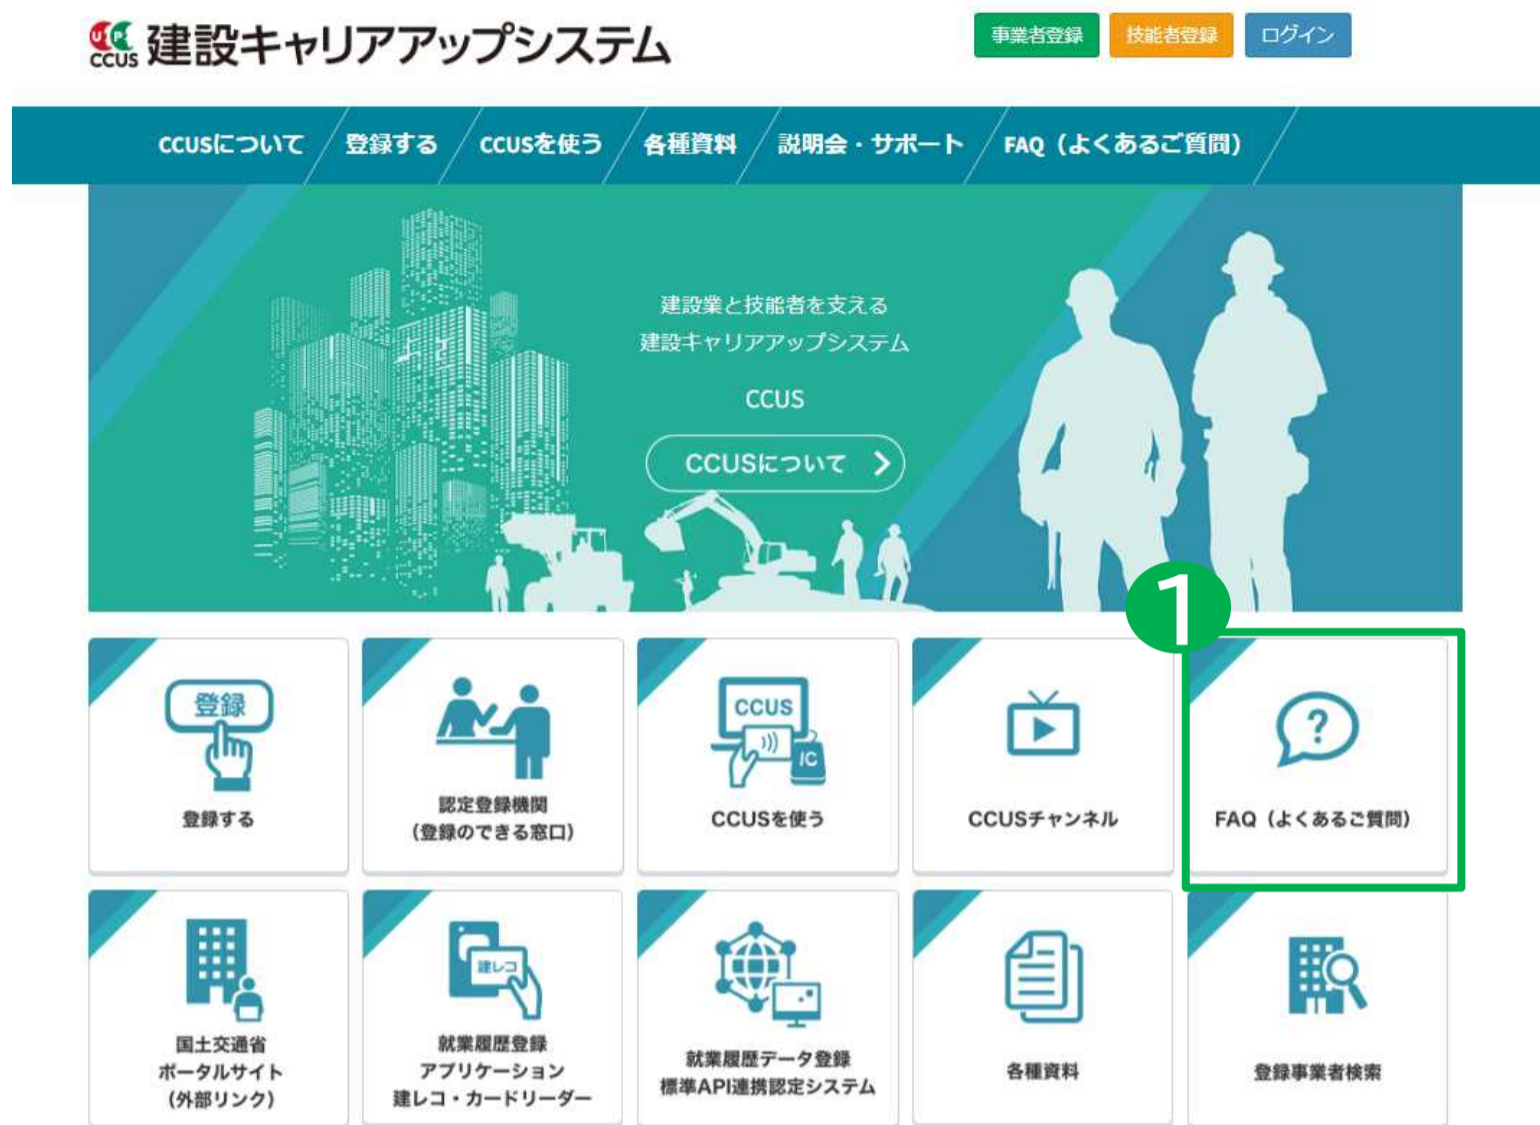 CCUS 建設キャリアアップシステム
事業者登録 技能者登録 ログイン
CCUSについて 登録する CCUSを使う 各種資料 説明会・サポート FAQ（よくあるご質問）
建設業と技能者を支える
建設キャリアアップシステム
CCUS
CCUSについて
1
登録
登録する
認定登録機関
（登録のできる窓口）
CCUS
IC
CCUSを使う
CCUSチャンネル
?
FAQ（よくあるご質問）
国土交通省
ポータルサイト
（外部リンク）
建レコ
就業履歴登録
アプリケーション
建レコ・カードリーダー
就業履歴データ登録
標準API連携認定システム
各種資料
登録事業者検索